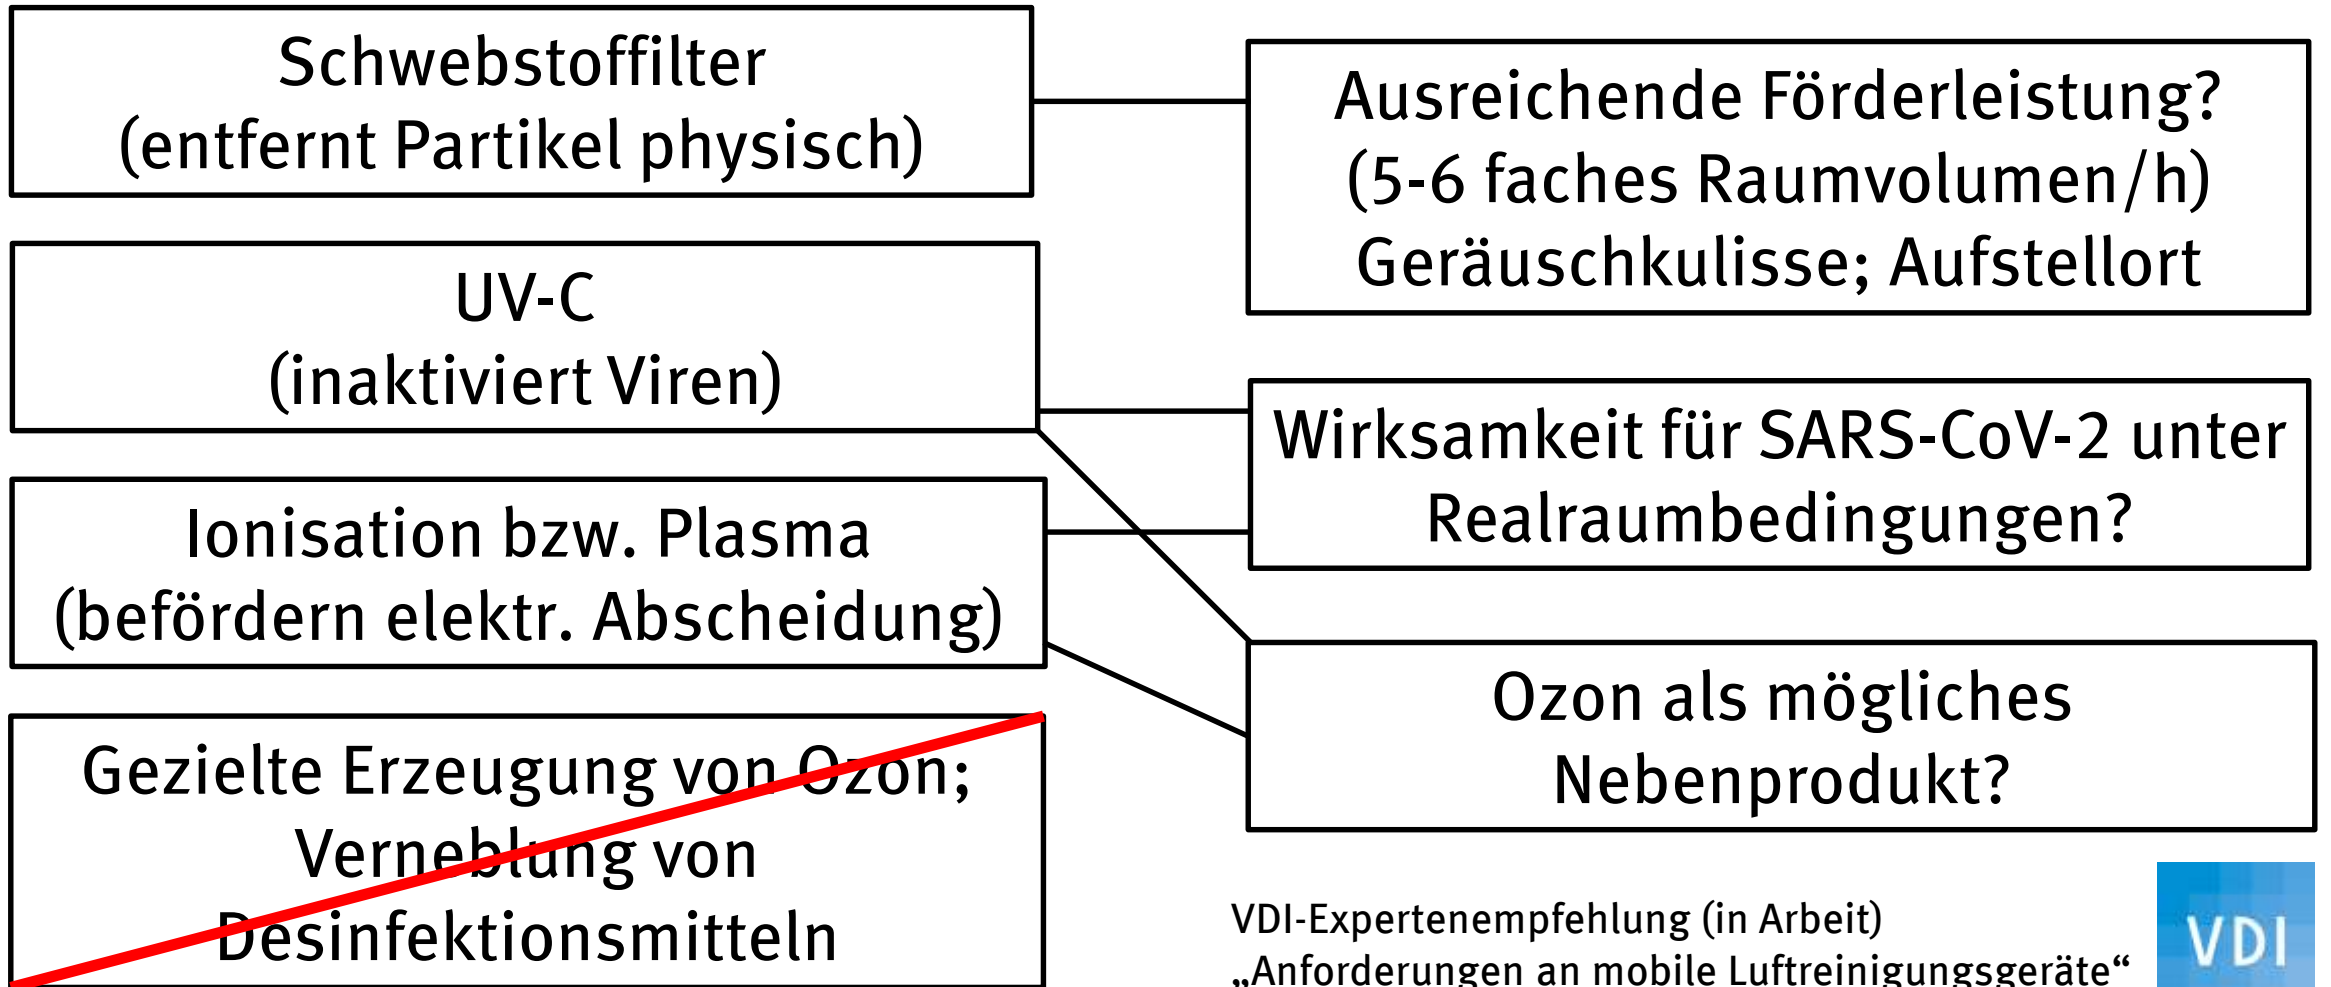 Schwebstoffilter
(entfernt Partikel physisch)
Ausreichende Förderleistung?
(5-6 faches Raumvolumen/h)
Geräuschkulisse; Aufstellort
UV-C
(inaktiviert Viren)
Wirksamkeit für SARS-CoV-2 unter
Realraumbedingungen?
Ionisation bzw. Plasma
(befördern elektr. Abscheidung)
Ozon als mögliches
Nebenprodukt?
Gezielte Erzeugung von Ozon;
Verneblung von
Desinfektionsmitteln
VDI-Expertenempfehlung (in Arbeit)
„Anforderungen an mobile Luftreinigungsgeräte“
VDI